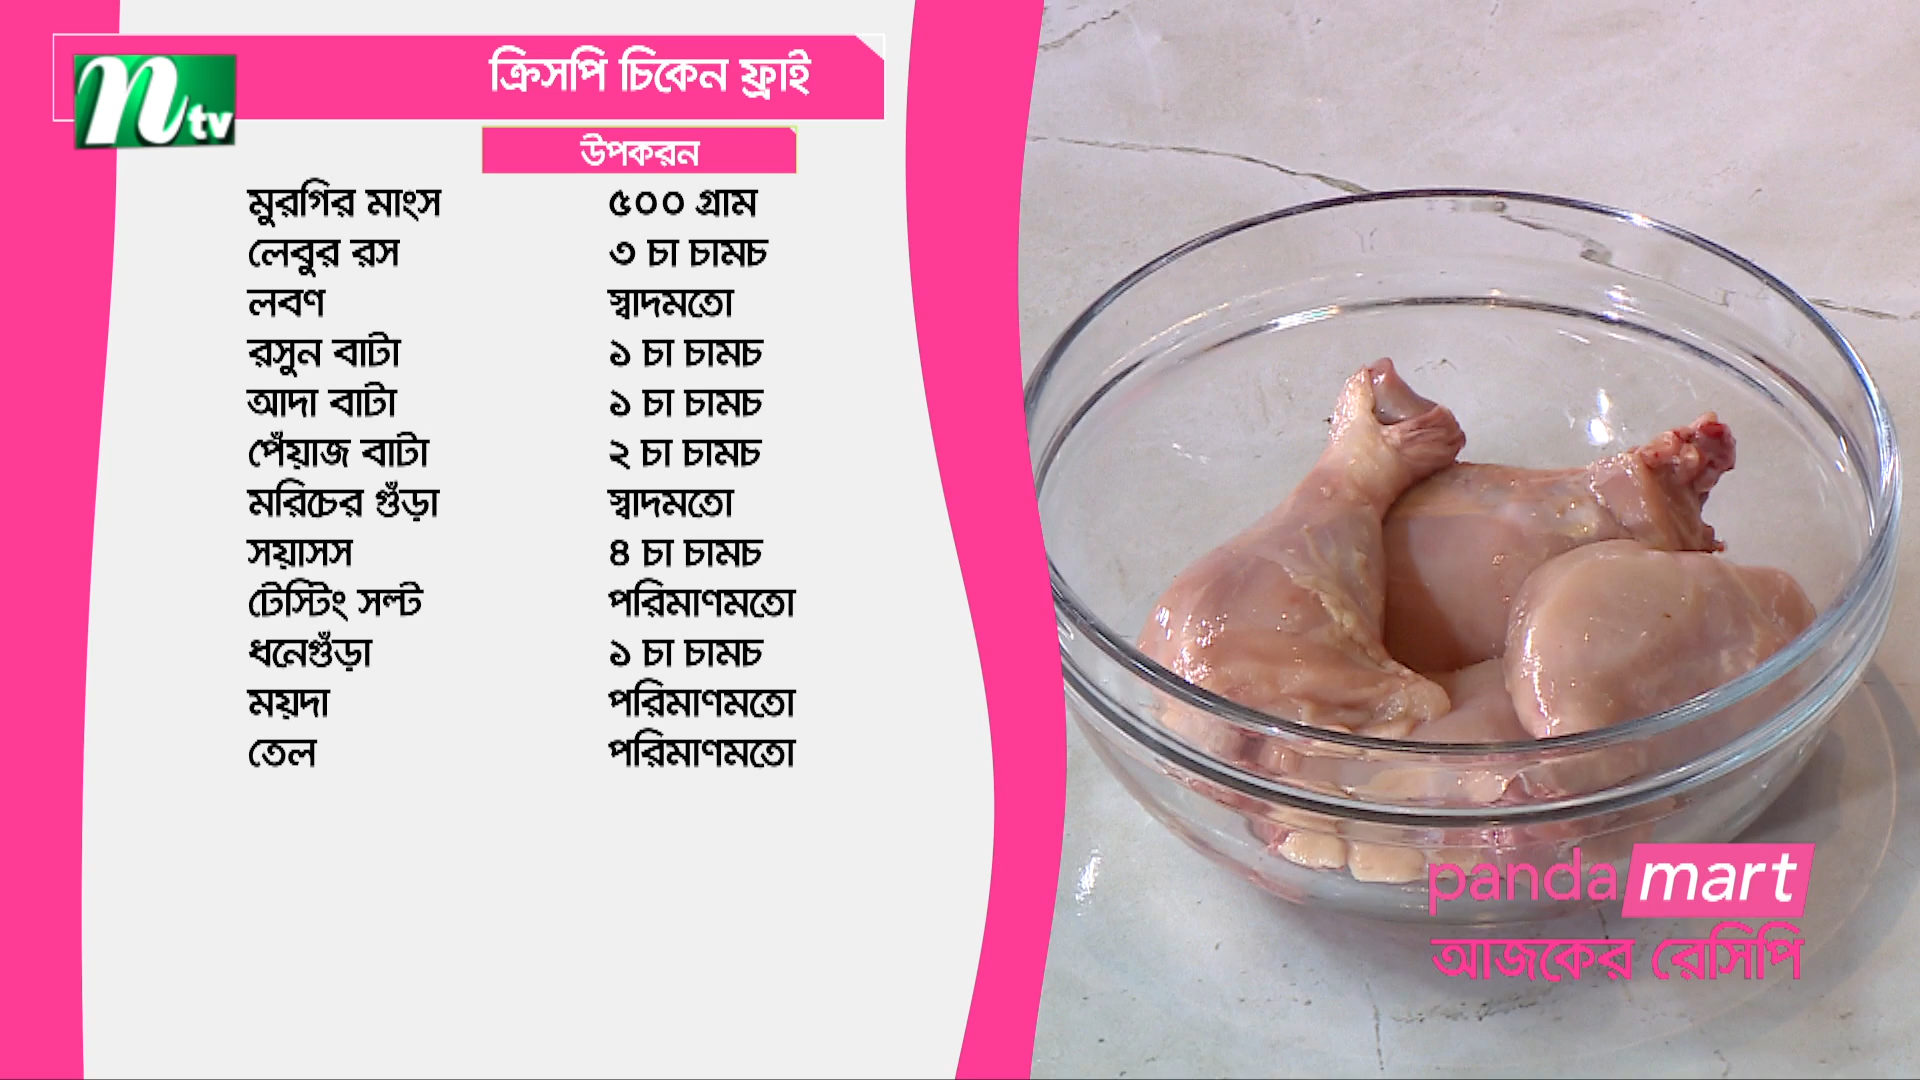 ntv
ক্রিসপি চিকেন ফ্রাই
উপকরন
মুরগির মাংস ৫০০ গ্রাম
লেবুর রস ৩ চা চামচ
লবণ স্বাদমতো
রসুন বাটা ১ চা চামচ
আদা বাটা ১ চা চামচ
পেঁয়াজ বাটা ২ চা চামচ
মরিচের গুঁড়া স্বাদমতো
সয়াসস ৪ চা চামচ
টেস্টিং সল্ট পরিমাণমতো
ধনেগুঁড়া ১ চা চামচ
ময়দা পরিমাণমতো
তেল পরিমাণমতো
panda mart
আজকের রেসিপি